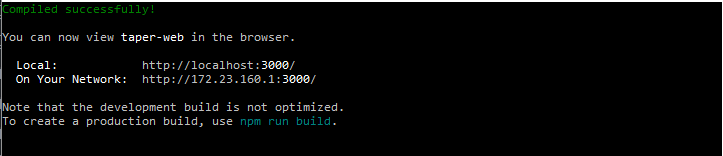 Compiled successfully!
You can now view taper-web in the browser.
Local: http://localhost:3000/
On Your Network: http://172.23.160.1:3000/
Note that the development build is not optimized.
To create a production build, use npm run build.